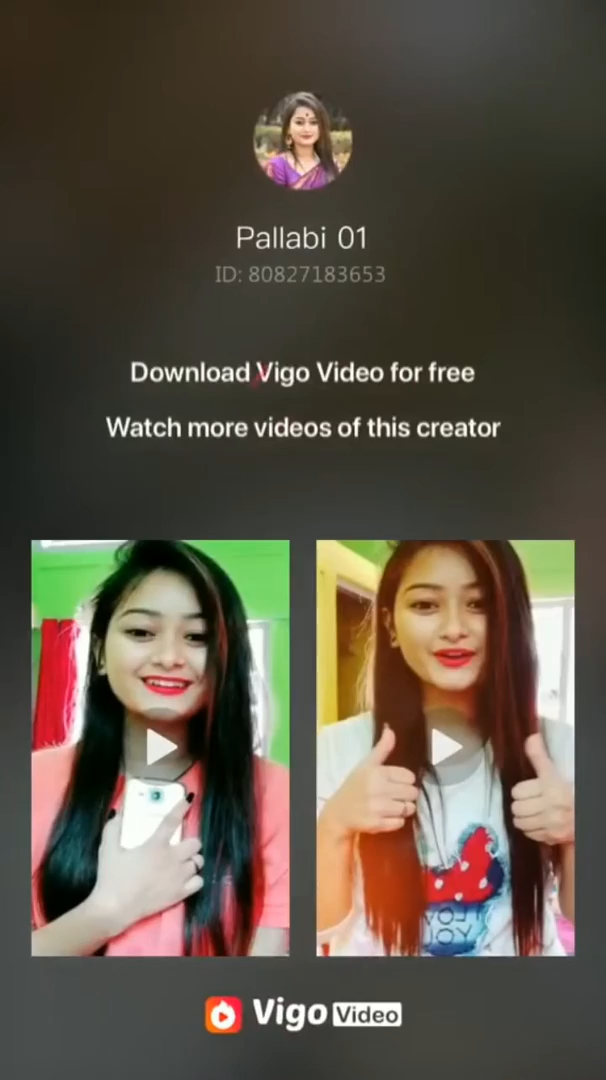 Pallabi 01
ID: 80827183653
Download Vigo Video for free
Watch more videos of this creator
Vigo Video